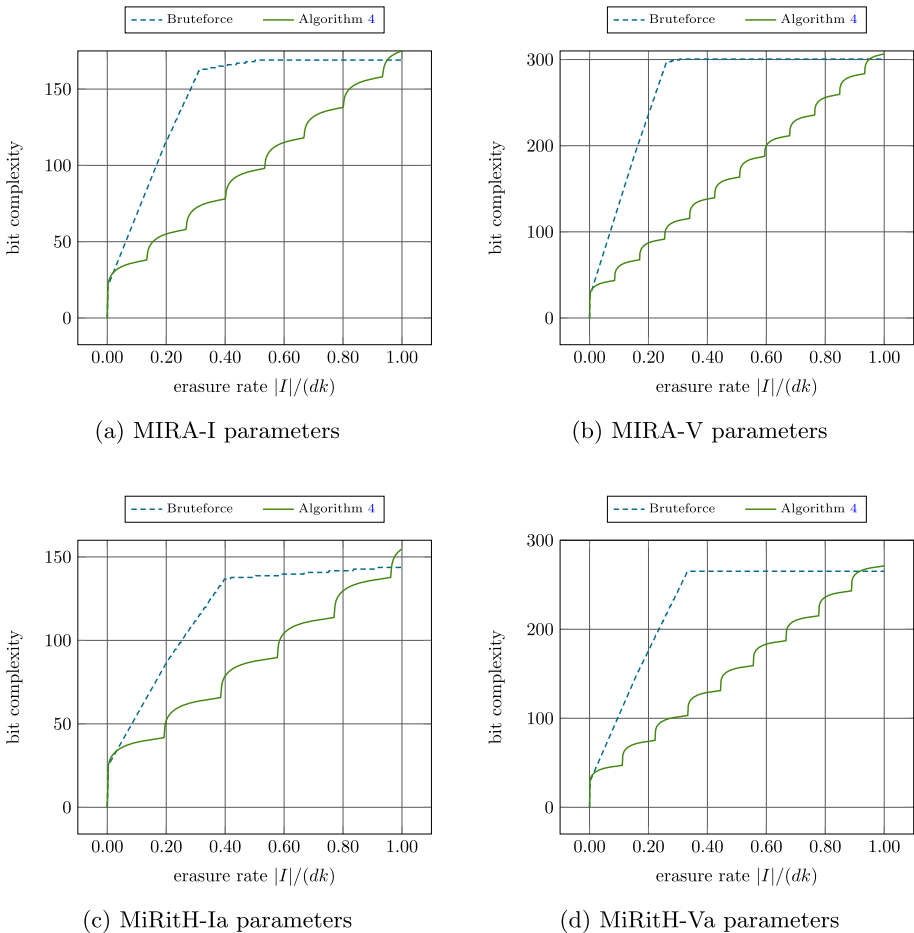 Bruteforce Algorithm 4
150
100
50
0
bit complexity
0.00 0.20 0.40 0.60 0.80 1.00
erasure rate |I|/(dk)
(a) MIRA-I parameters
Bruteforce Algorithm 4
300
200
100
0
bit complexity
0.00 0.20 0.40 0.60 0.80 1.00
erasure rate |I|/(dk)
(b) MIRA-V parameters
Bruteforce Algorithm 4
150
100
50
0
bit complexity
0.00 0.20 0.40 0.60 0.80 1.00
erasure rate |I|/(dk)
(c) MiRitH-Ia parameters
Bruteforce Algorithm 4
300
200
100
0
bit complexity
0.00 0.20 0.40 0.60 0.80 1.00
erasure rate |I|/(dk)
(d) MiRitH-Va parameters